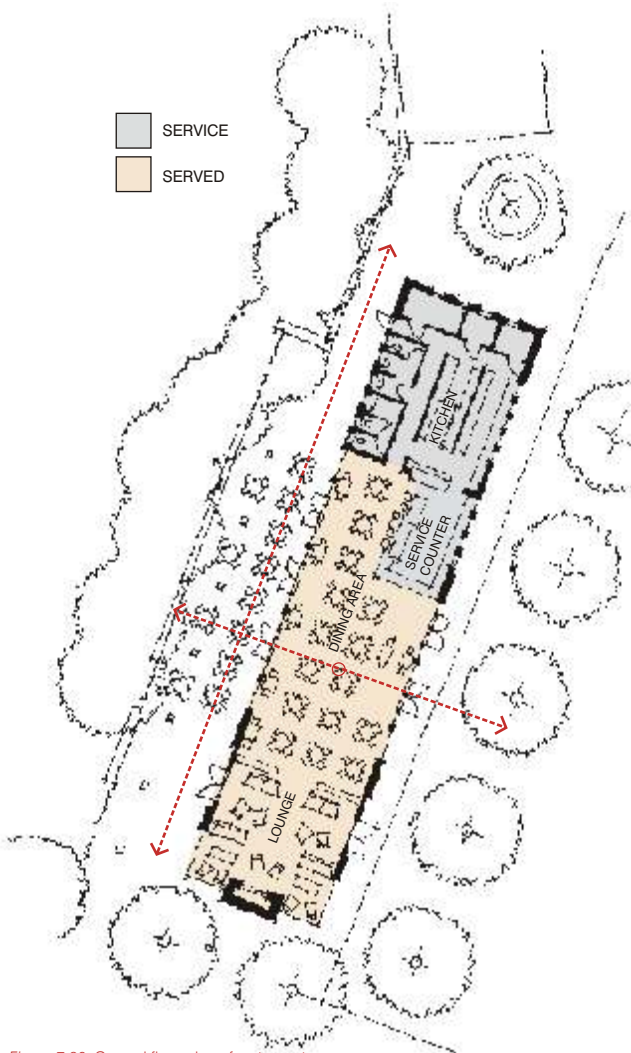 SERVICE
SERVED
KITCHEN
SERVICE
COUNTER
DINING AREA
LOUNGE